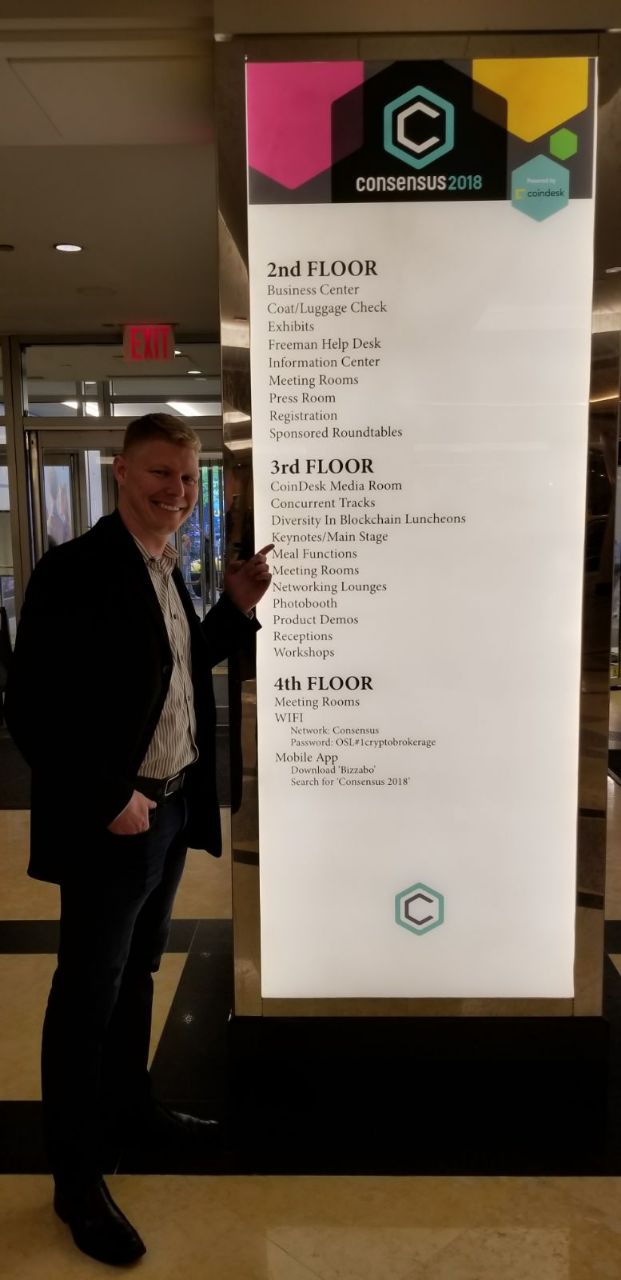 EXIT
consensus2018
Powered by
coindesk
2nd FLOOR
Business Center
Coat/Luggage Check
Exhibits
Freeman Help Desk
Information Center
Meeting Rooms
Press Room
Registration
Sponsored Roundtables
3rd FLOOR
CoinDesk Media Room
Concurrent Tracks
Diversity In Blockchain Luncheons
Keynotes/Main Stage
Meal Functions
Meeting Rooms
Networking Lounges
Photobooth
Product Demos
Receptions
Workshops
4th FLOOR
Meeting Rooms
WIFI
Network: Consensus
Password: OSL#1cryptobrokerage
Mobile App
Download 'Bizzabo'
Search for 'Consensus 2018'